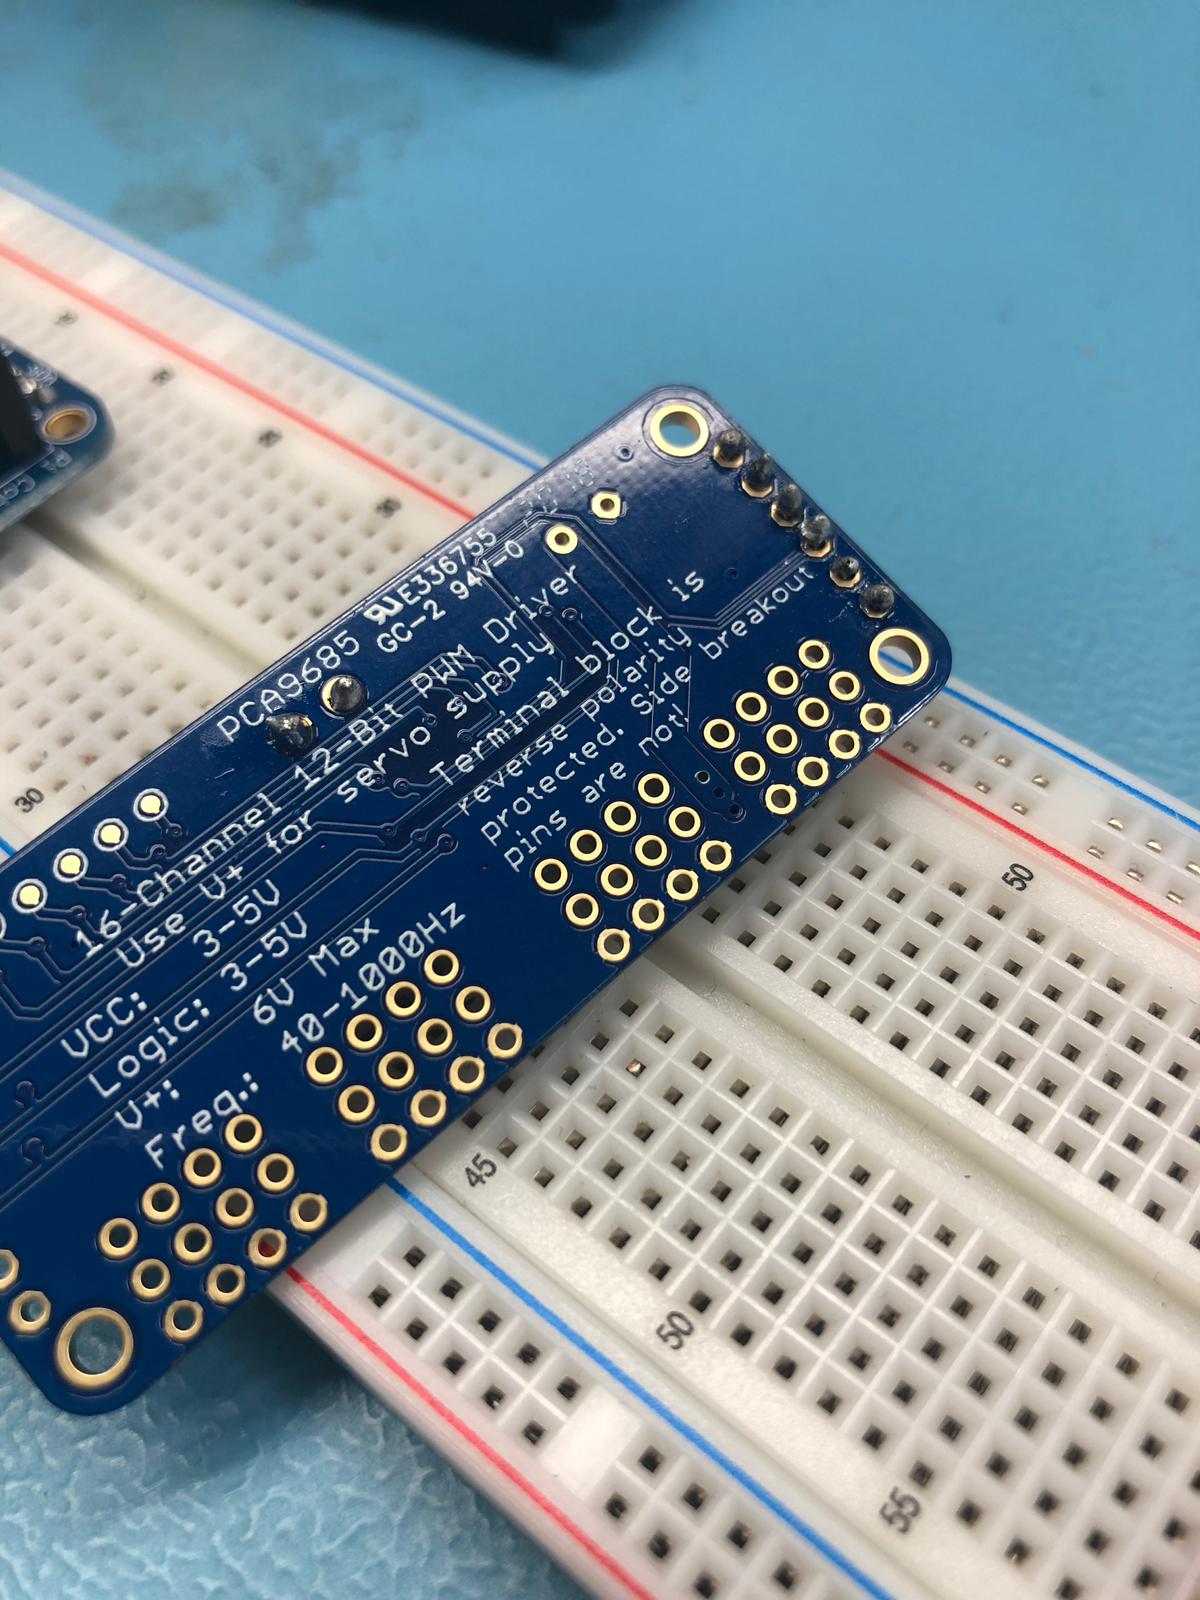 PCA9685
E336755
GC-2 94V-0
16-Channel 12-Bit PWM Driver
Use V+ for servo supply
VCC: 3-5V
Logic: 3-5V
V+: 6V Max
Freq.: 40-1000Hz
Terminal block is
reverse polarity
protected. Side breakout
pins are not!
30
30
45
50
50
55